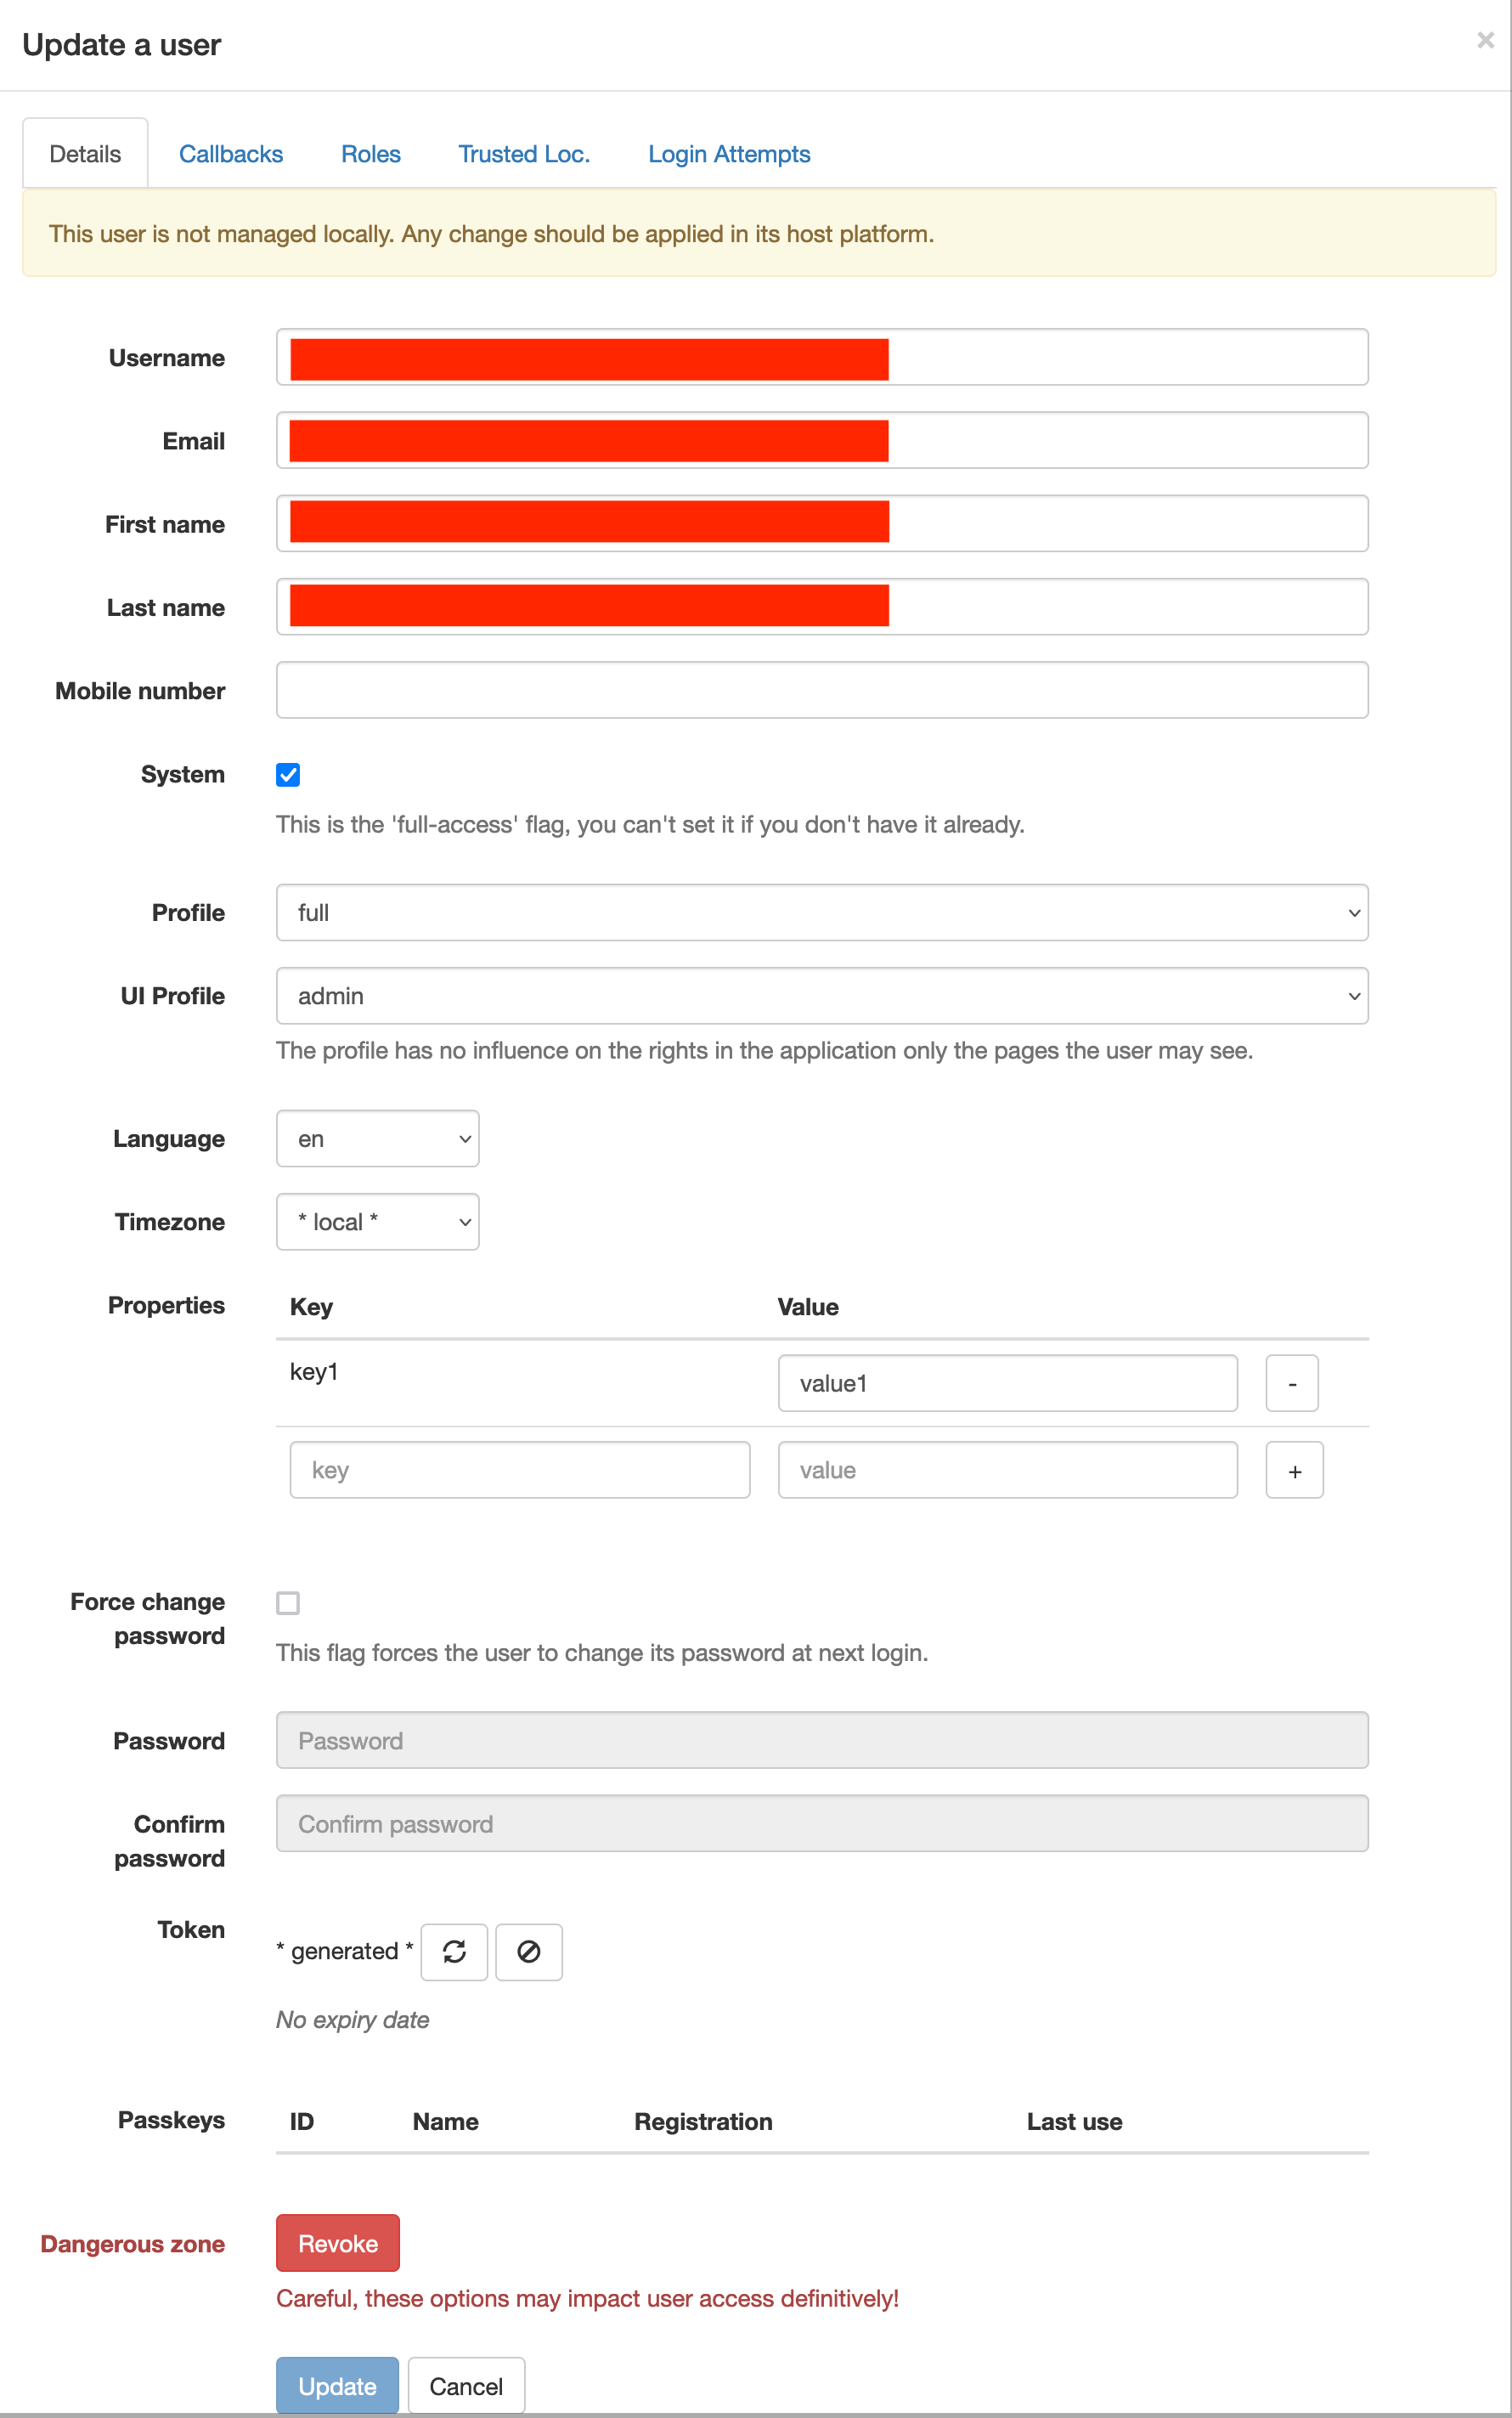 Update a user
×
Details Callbacks Roles Trusted Loc. Login Attempts
This user is not managed locally. Any change should be applied in its host platform.
Username
Email
First name
Last name
Mobile number
System
This is the 'full-access' flag, you can't set it if you don't have it already.
Profile full
UI Profile admin
The profile has no influence on the rights in the application only the pages the user may see.
Language en
Timezone * local *
Properties Key Value
key1 value1 -
key value +
Force change
password
This flag forces the user to change its password at next login.
Password Password
Confirm
password
Confirm password
Token
* generated *
No expiry date
Passkeys ID Name Registration Last use
Dangerous zone Revoke
Careful, these options may impact user access definitively!
Update Cancel